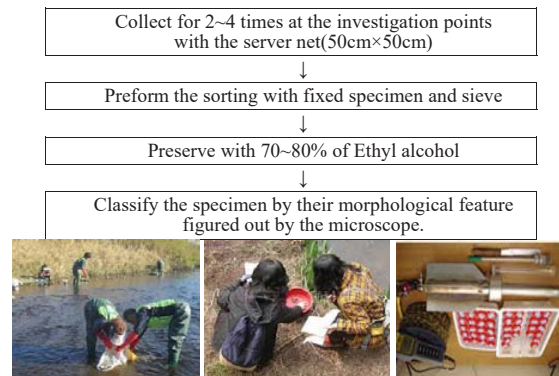 Collect for 2~4 times at the investigation points
with the server net(50cm×50cm)
↓
Preform the sorting with fixed specimen and sieve
↓
Preserve with 70~80% of Ethyl alcohol
↓
Classify the specimen by their morphological feature
figured out by the microscope.